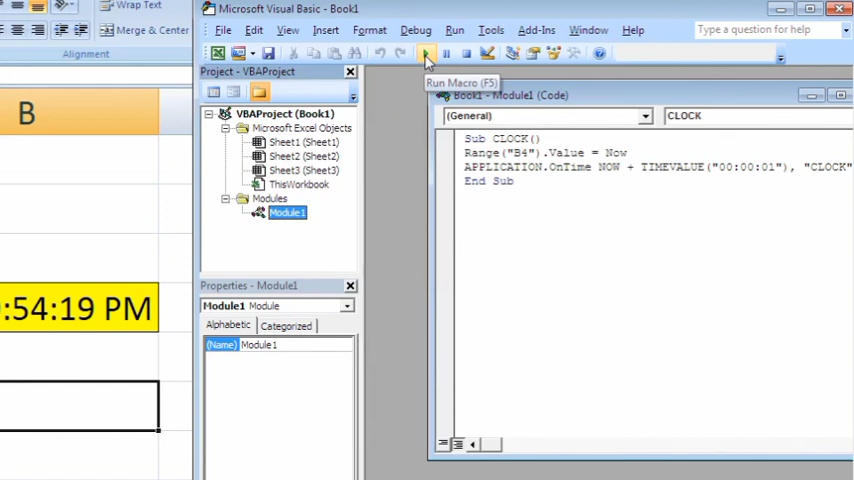 Wrap Text
Merge & Center
Alignment
B
:54:19 PM
Microsoft Visual Basic - Book1
File Edit View Insert Format Debug Run Tools Add-Ins Window Help
Type a question for help
Run Macro (F5)
Project - VBAProject
VBAProject (Book1)
Microsoft Excel Objects
Sheet1 (Sheet1)
Sheet2 (Sheet2)
Sheet3 (Sheet3)
ThisWorkbook
Modules
Module1
Properties - Module1
Module1 Module
Alphabetic Categorized
(Name) Module1
Book1 - Module1 (Code)
(General) CLOCK
Sub CLOCK()
Range("B4").Value = Now
APPLICATION.OnTime NOW + TIMEVALUE("00:00:01"), "CLOCK"
End Sub